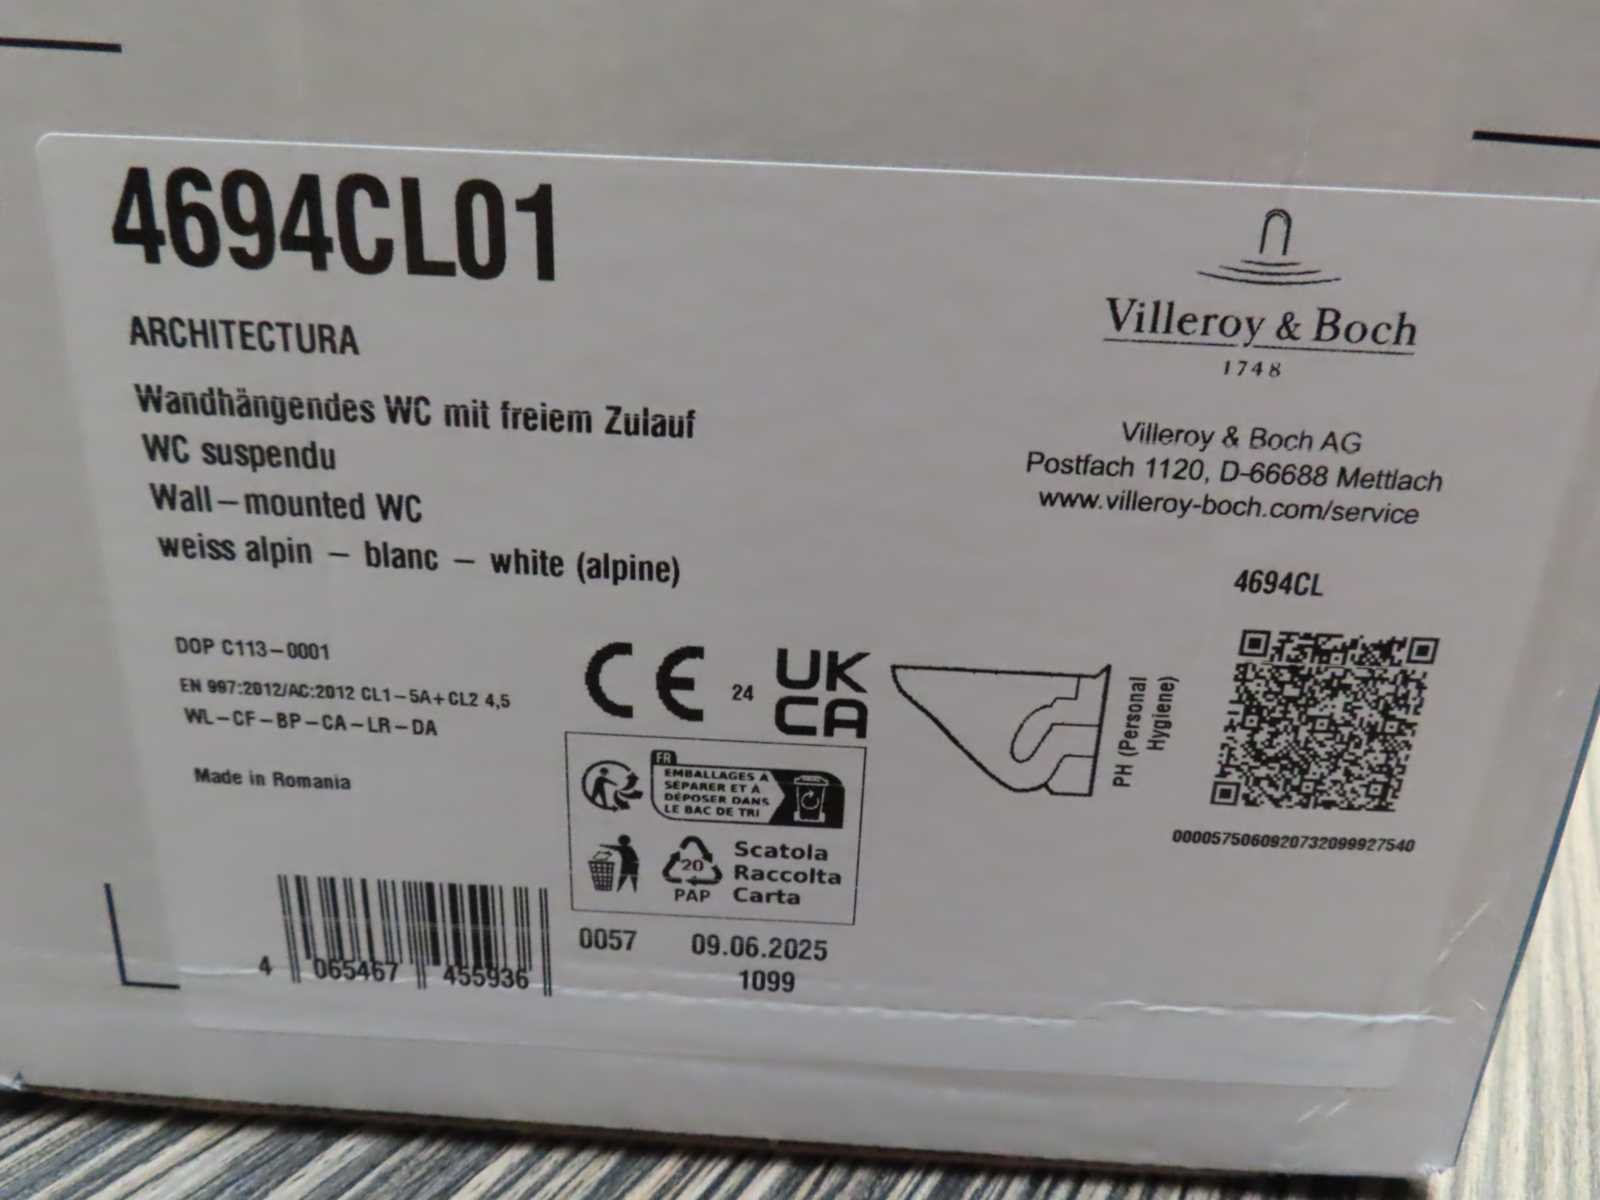 4694CL01
ARCHITECTURA
Wandhängendes WC mit freiem Zulauf
WC suspendu
Wall-mounted WC
weiss alpin - blanc - white (alpine)
Villeroy & Boch
1748
Villeroy & Boch AG
Postfach 1120, D-66688 Mettlach
www.villeroy-boch.com/service
4694CL
DOP C113-0001
EN 997:2012/AC:2012 CL1-5A+CL2 4,5
WL-CF-BP-CA-LR-DA
Made in Romania
CE 24
UK
CA
PH (Personal
Hygiene)
FR
EMBALLAGES À
SÉPARER ET À
DÉPOSER DANS
LE BAC DE TRI
20
PAP
Scatola
Raccolta
Carta
0000575060920732099927540
4 065467 455936
0057 09.06.2025
1099